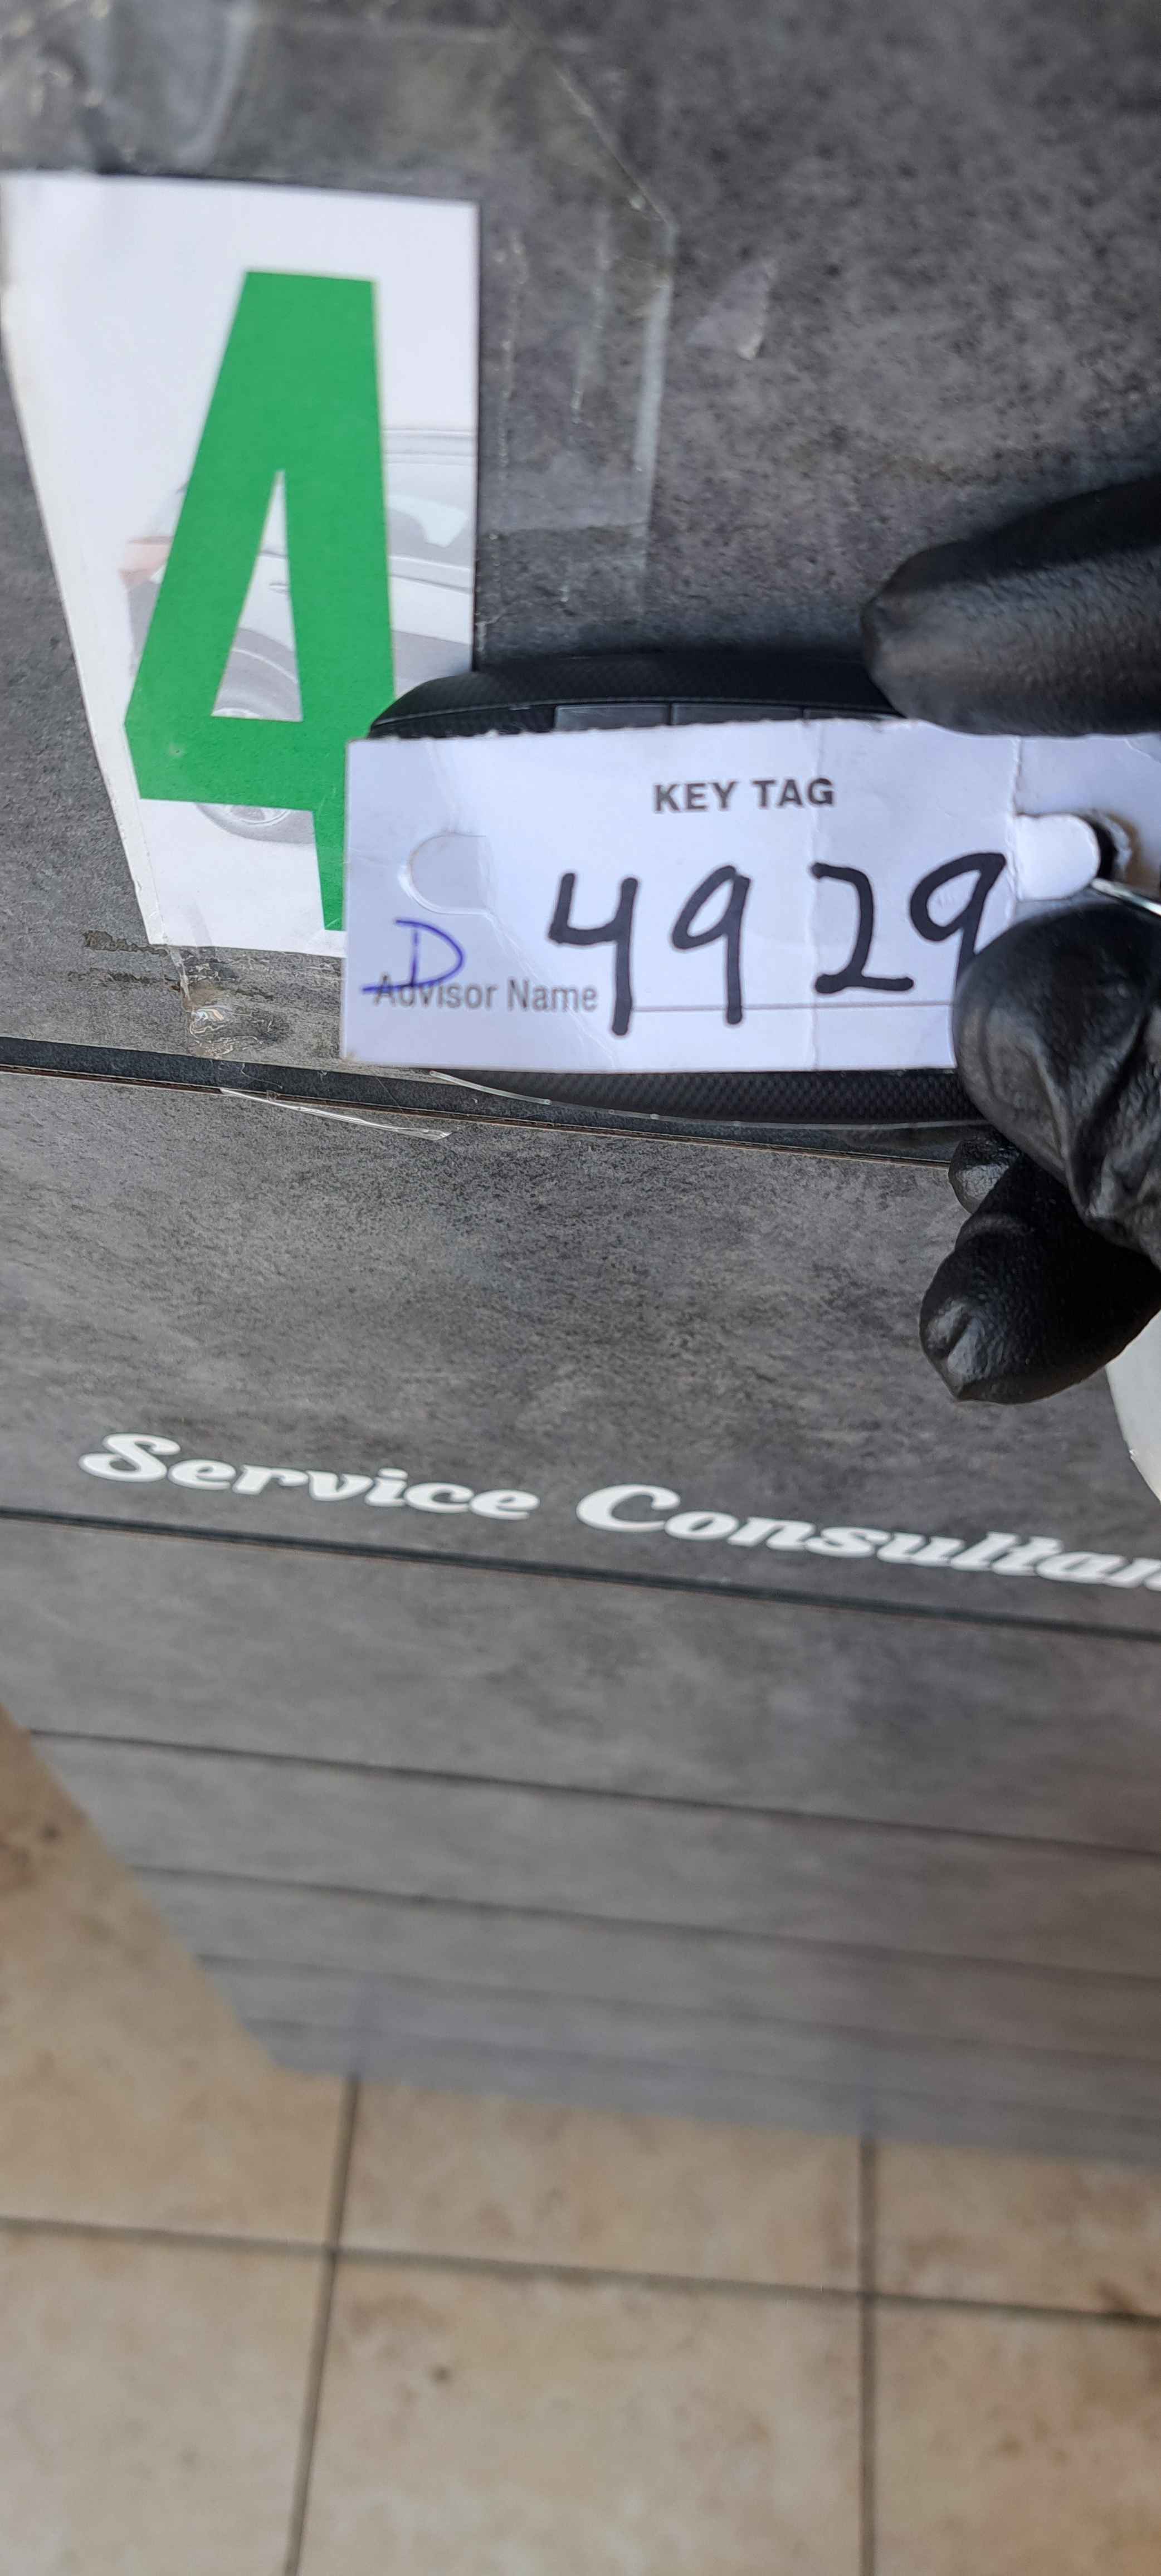 4
KEY TAG
4929
D
Advisor Name
Service Consultan